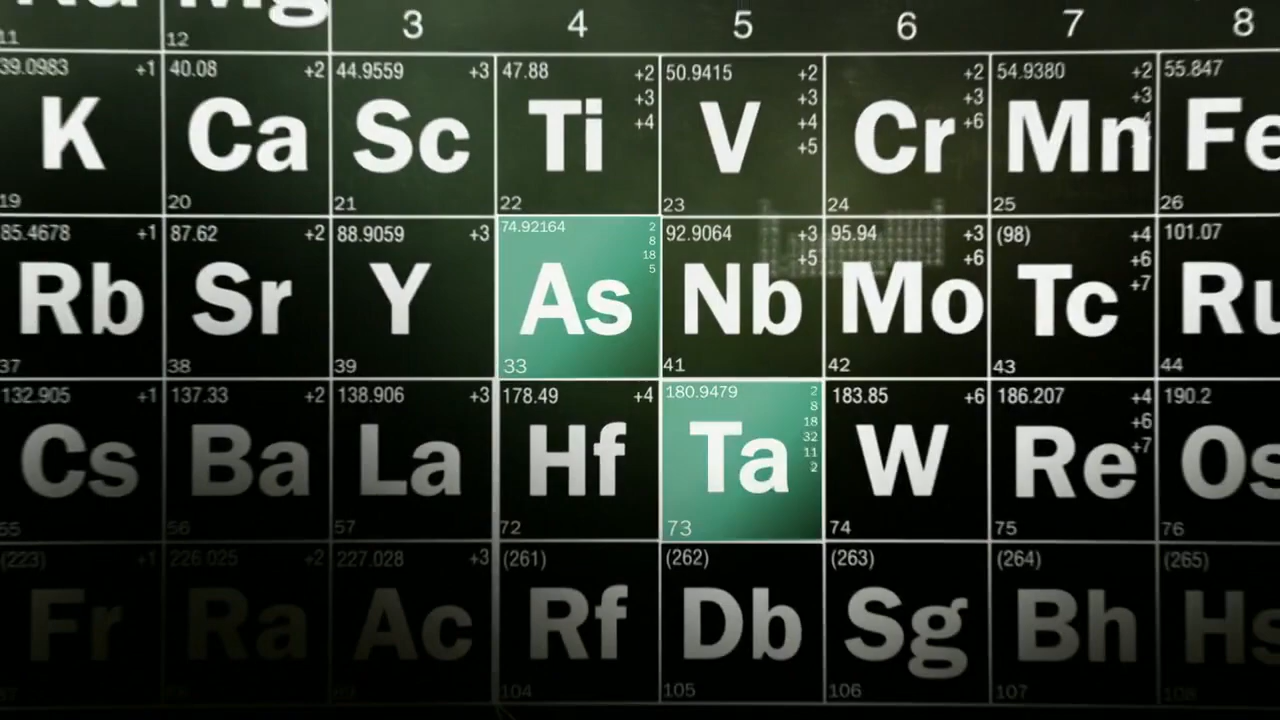 Na Mg 3 4 5 6 7 8
11 12
39.0983 +1 40.08 +2 44.9559 +3 47.88 +2 50.9415 +2 +2 54.9380 +2 55.847
+3 +3 +3 +3
+4 +4 +6 4
+5
K Ca Sc Ti V Cr Mn Fe
19 20 21 22 23 24 25 26
85.4678 +1 87.62 +2 88.9059 +3 74.92164 2 92.9064 +3 95.94 +3 (98) +4 101.07
8 +5 +6 +6
18 +7
5
Rb Sr Y As Nb Mo Tc Ru
37 38 39 33 41 42 43 44
132.905 +1 137.33 +2 138.906 +3 178.49 +4 180.9479 2 183.85 +6 186.207 +4 190.2
8 +6
18 +7
32
11
2
Cs Ba La Hf Ta W Re Os
55 56 57 72 73 74 75 76
(223) +1 226.025 +2 227.028 +3 (261) (262) (263) (264) (265)
Fr Ra Ac Rf Db Sg Bh Hs
87 88 89 104 105 106 107 108